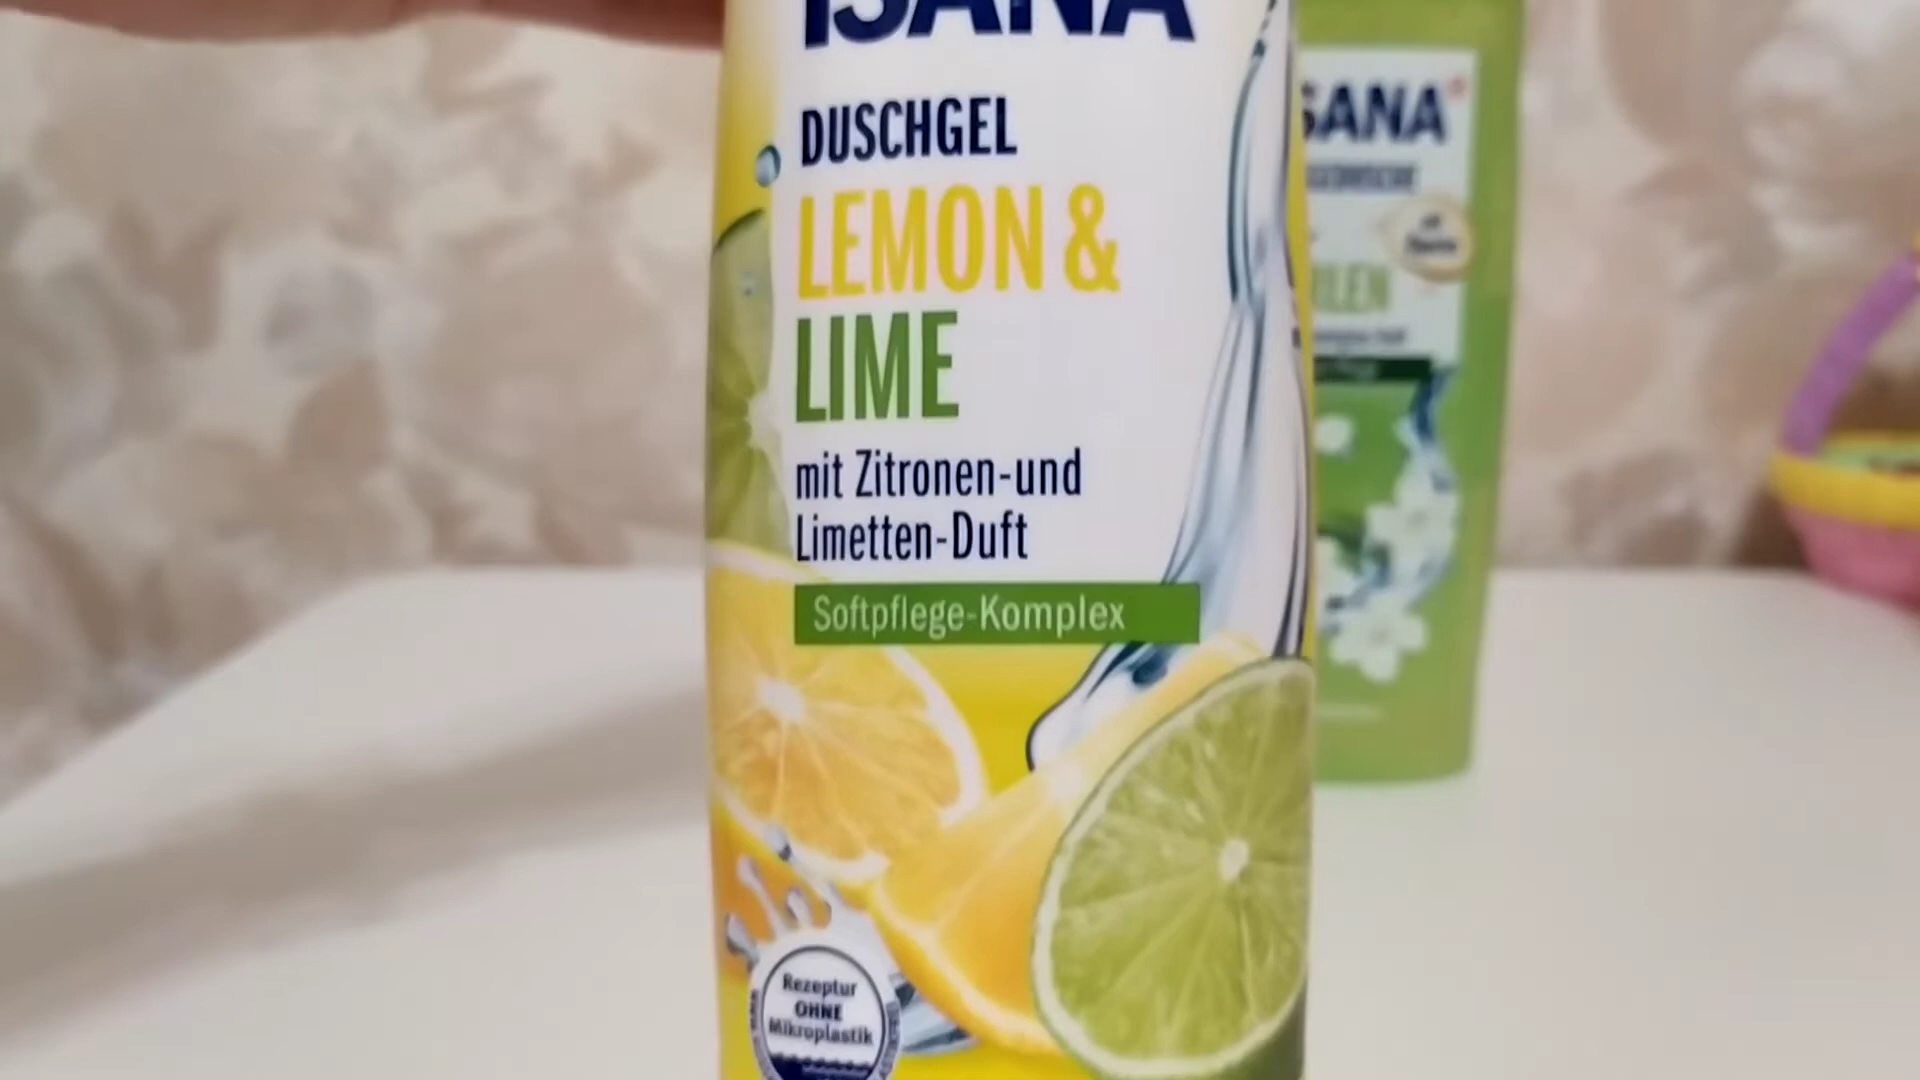 ISANA
DUSCHGEL
LEMON &
LIME
mit Zitronen-und
Limetten-Duft
Softpflege-Komplex
Rezeptur
OHNE
Mikroplastik
SANA